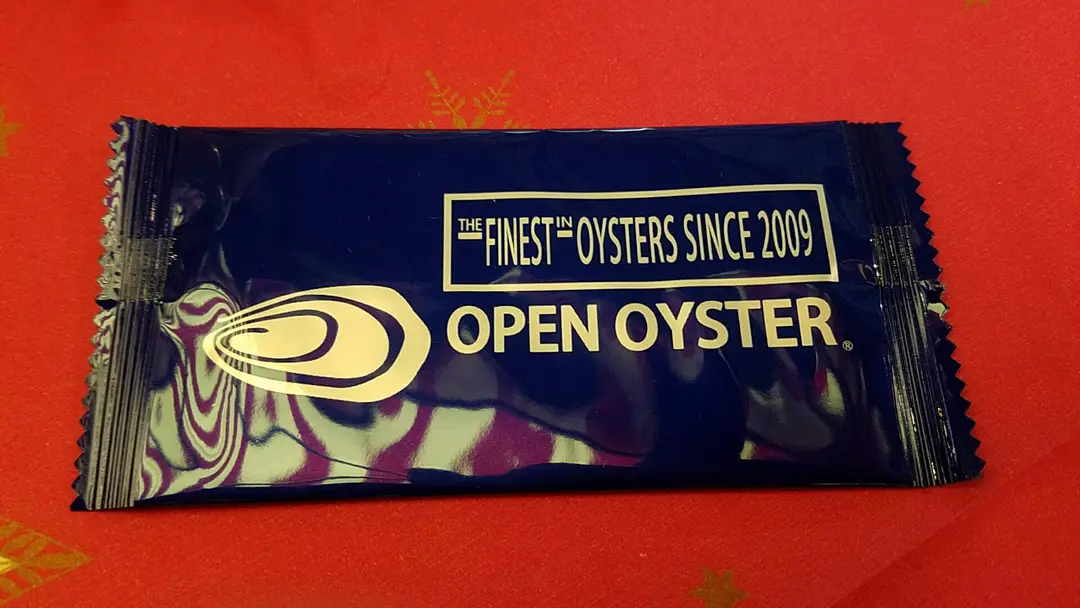 THE FINEST IN OYSTERS SINCE 2009
OPEN OYSTER®